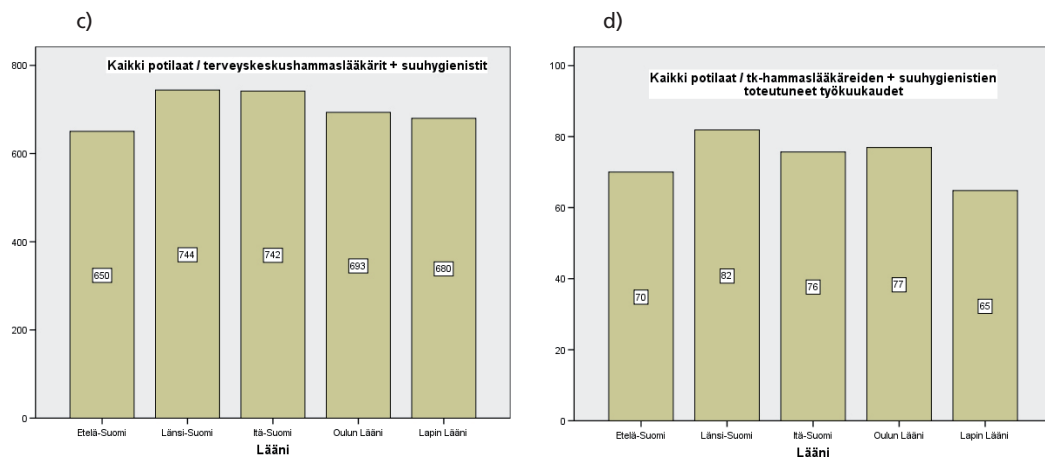 c)
Kaikki potilaat / terveyskeskushammaslääkärit + suuhygienistit
800
600
400
200
0
650
744
742
693
680
Etelä-Suomi
Länsi-Suomi
Itä-Suomi
Oulun Lääni
Lapin Lääni
Lääni
d)
Kaikki potilaat / tk-hammaslääkäreiden + suuhygienistien
toteutuneet työkuukaudet
100
80
60
40
20
0
70
82
76
77
65
Etelä-Suomi
Länsi-Suomi
Itä-Suomi
Oulun Lääni
Lapin Lääni
Lääni